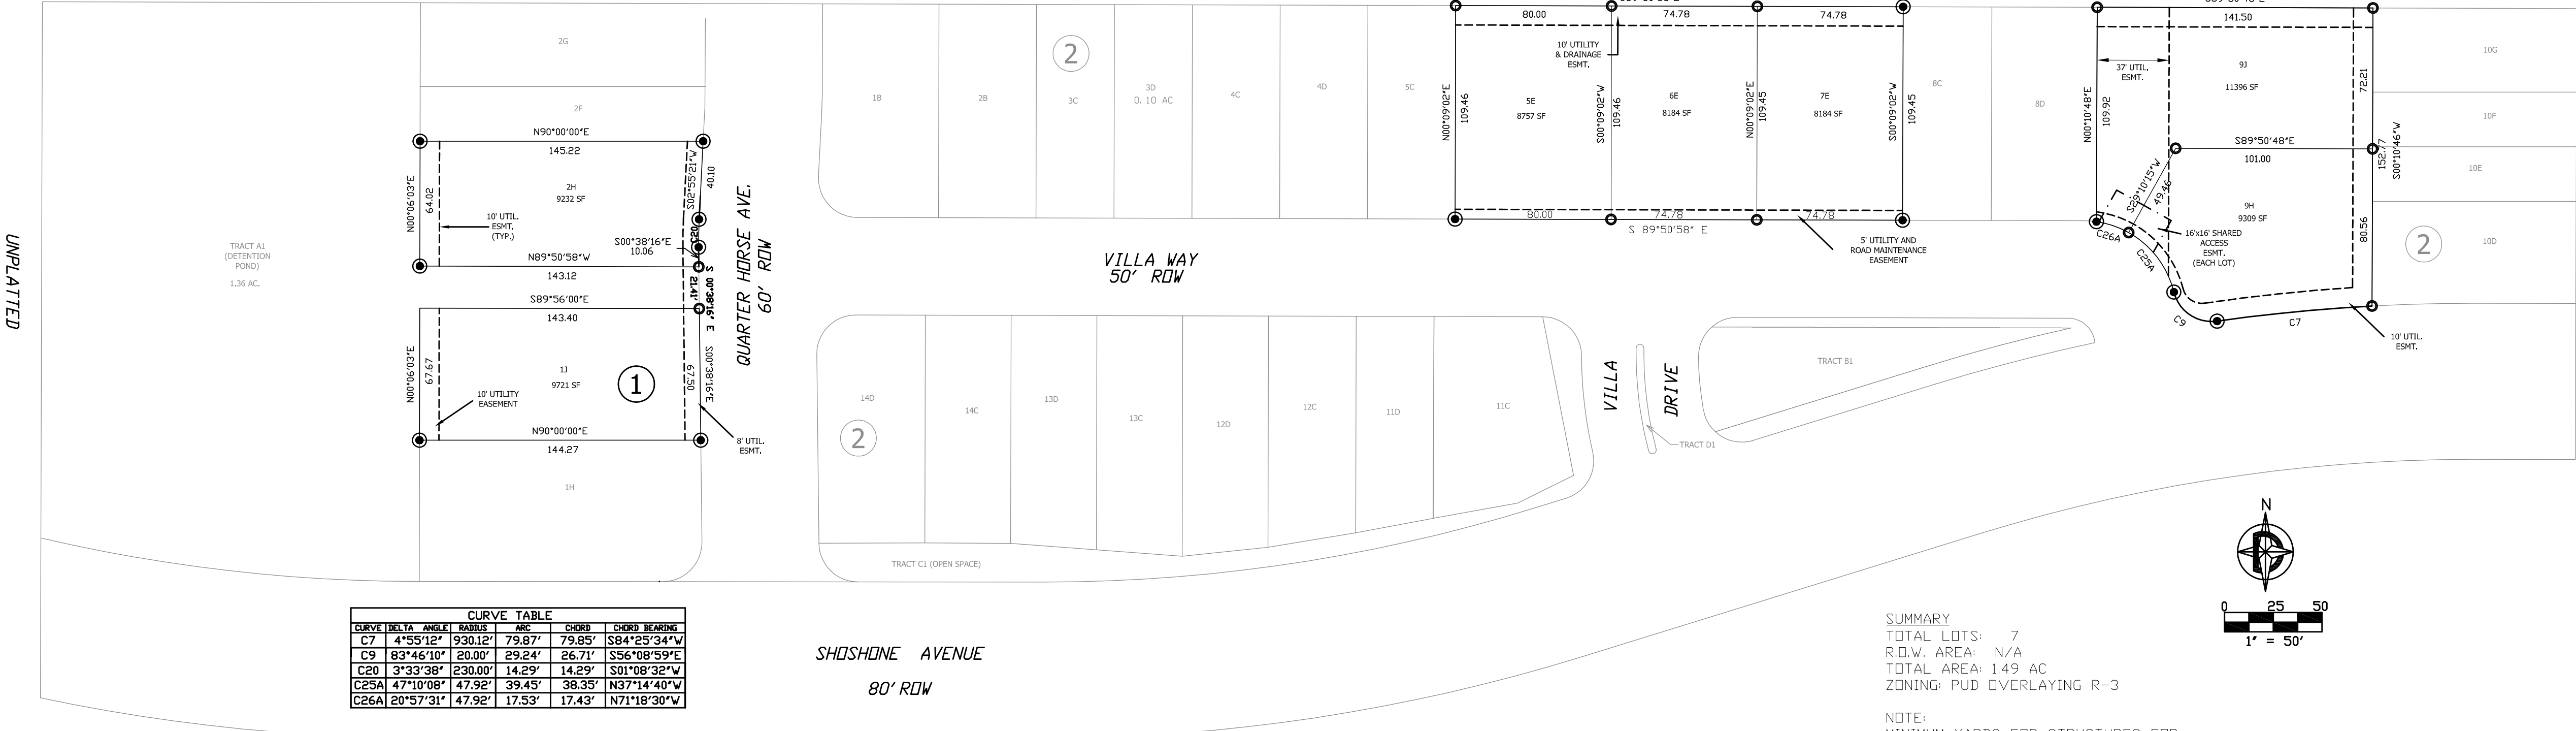 UNPLATTED
TRACT A1
(DETENTION
POND)
1.36 AC.
2G
2F
N90°00'00"E
145.22
N00°06'03"E
64.02
2H
9232 SF
10' UTIL.
ESMT.
(TYP.)
S02°55'21"W
40.10
C20
S00°38'16"E
10.06
N89°50'58"W
143.12
S 00°38'16" E
21.41'
S89°56'00"E
143.40
N00°06'03"E
67.67
1J
9721 SF
1
10' UTILITY
EASEMENT
67.50
S00°38'16"E
N90°00'00"E
144.27
8' UTIL.
ESMT.
1H
QUARTER HORSE AVE.
60' ROW
2
1B
2B
3C
3D
0.10 AC
4C
4D
5C
80.00
74.78
74.78
10' UTILITY
& DRAINAGE
ESMT.
N00°09'02"E
109.46
5E
8757 SF
S00°09'02"W
109.46
6E
8184 SF
N00°09'02"E
109.45
7E
8184 SF
S00°09'02"W
109.45
80.00
74.78
74.78
S 89°50'58" E
5' UTILITY AND
ROAD MAINTENANCE
EASEMENT
8C
8D
141.50
37' UTIL.
ESMT.
N00°10'48"E
109.92
9J
11396 SF
72.21
S89°50'48"E
101.00
152.77
S00°10'46"W
S29°10'15"W
49.46
9H
9309 SF
80.56
16'x16' SHARED
ACCESS
ESMT.
(EACH LOT)
C26A
C25A
C9
C7
10' UTIL.
ESMT.
10G
10F
10E
10D
2
VILLA WAY
50' ROW
14D
14C
13D
13C
12D
12C
11D
11C
2
TRACT C1 (OPEN SPACE)
VILLA
DRIVE
TRACT B1
TRACT D1
CURVE TABLE
CURVE DELTA ANGLE RADIUS ARC CHORD CHORD BEARING
C7 4°55'12" 930.12' 79.87' 79.85' S84°25'34"W
C9 83°46'10" 20.00' 29.24' 26.71' S56°08'59"E
C20 3°33'38" 230.00' 14.29' 14.29' S01°08'32"W
C25A 47°10'08" 47.92' 39.45' 38.35' N37°14'40"W
C26A 20°57'31" 47.92' 17.53' 17.43' N71°18'30"W
SHOSHONE AVENUE
80' ROW
N
0 25 50
1" = 50'
SUMMARY
TOTAL LOTS: 7
R.O.W. AREA: N/A
TOTAL AREA: 1.49 AC
ZONING: PUD OVERLAYING R-3
NOTE: